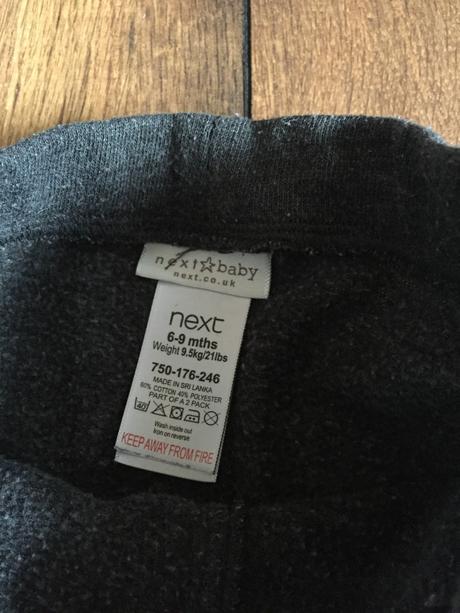 next☆baby
next.co.uk
next
6-9 mths
Weight 9.5kg/21lbs
750-176-246
MADE IN SRI LANKA
60% COTTON 40% POLYESTER
PART OF A 2 PACK
40
Wash inside out
Iron on reverse
KEEP AWAY FROM FIRE